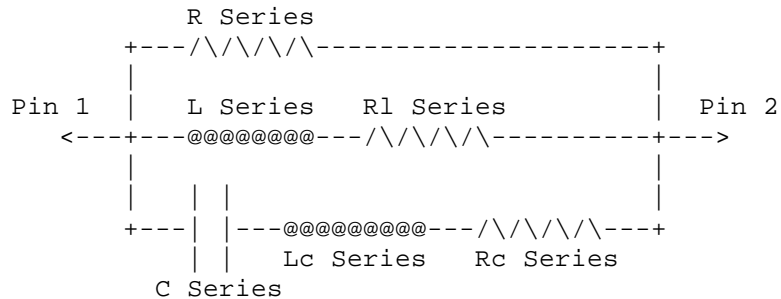 R Series
+---/\/\/\/\---------------------+
| |
Pin 1 | L Series Rl Series | Pin 2
<---+---@@@@@@@@---/\/\/\/\----------+--->
| |
| | | |
+---| |---@@@@@@@@@---/\/\/\/\---+
| | Lc Series Rc Series
C Series